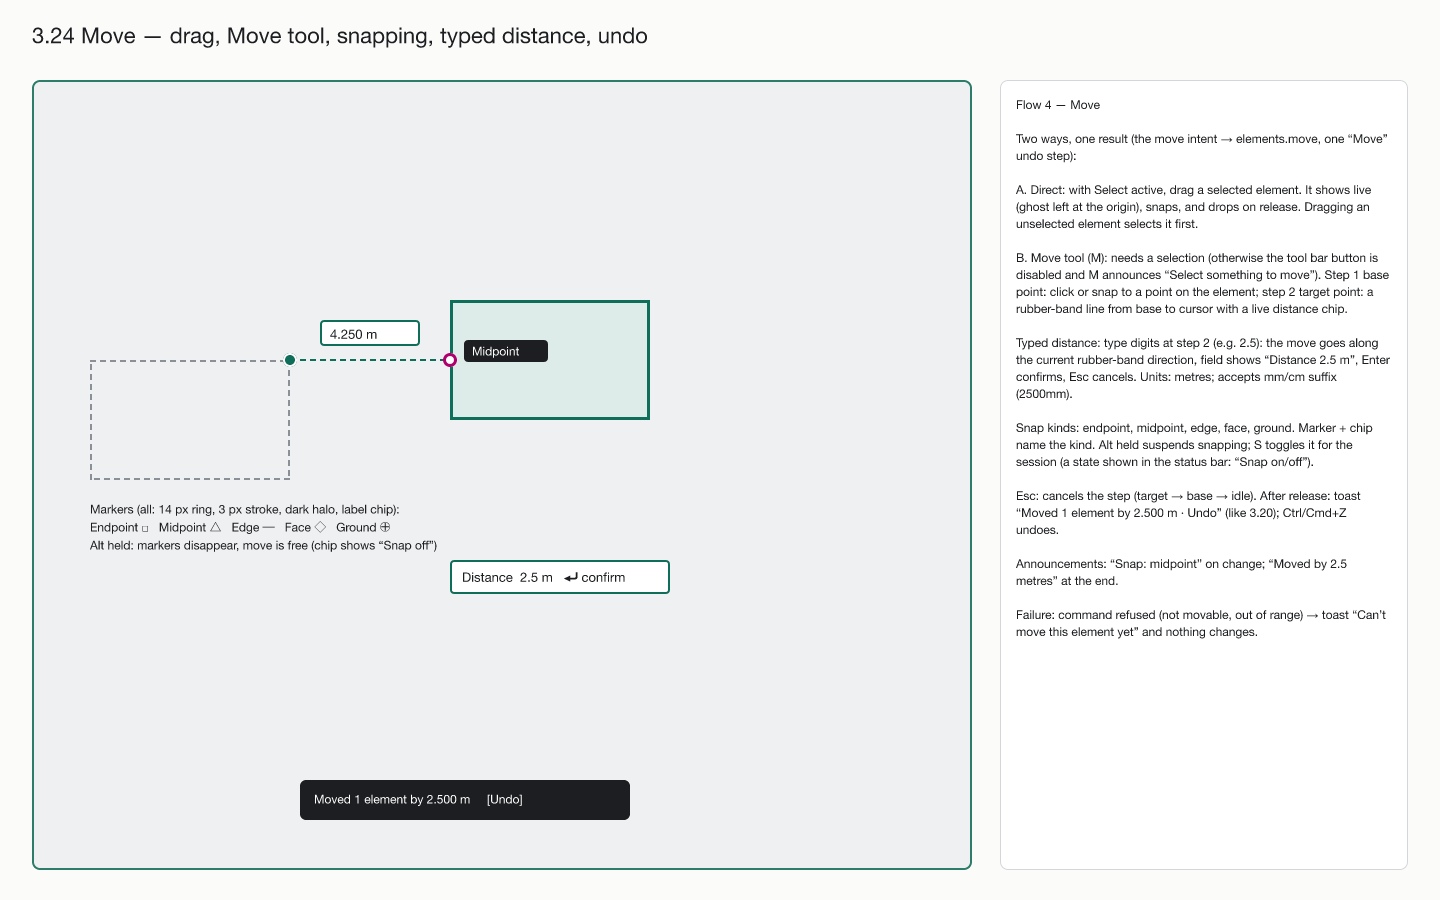 3.24 Move — drag, Move tool, snapping, typed distance, undo
4.250 m
Midpoint
Markers (all: 14 px ring, 3 px stroke, dark halo, label chip):
Endpoint □ Midpoint △ Edge — Face ◇ Ground ⊕
Alt held: markers disappear, move is free (chip shows “Snap off”)
Distance 2.5 m ↵ confirm
Moved 1 element by 2.500 m [Undo]
Flow 4 — Move
Two ways, one result (the move intent → elements.move, one “Move”
undo step):
A. Direct: with Select active, drag a selected element. It shows live
(ghost left at the origin), snaps, and drops on release. Dragging an
unselected element selects it first.
B. Move tool (M): needs a selection (otherwise the tool bar button is
disabled and M announces “Select something to move”). Step 1 base
point: click or snap to a point on the element; step 2 target point: a
rubber-band line from base to cursor with a live distance chip.
Typed distance: type digits at step 2 (e.g. 2.5): the move goes along
the current rubber-band direction, field shows “Distance 2.5 m”, Enter
confirms, Esc cancels. Units: metres; accepts mm/cm suffix
(2500mm).
Snap kinds: endpoint, midpoint, edge, face, ground. Marker + chip
name the kind. Alt held suspends snapping; S toggles it for the
session (a state shown in the status bar: “Snap on/off”).
Esc: cancels the step (target → base → idle). After release: toast
“Moved 1 element by 2.500 m · Undo” (like 3.20); Ctrl/Cmd+Z
undoes.
Announcements: “Snap: midpoint” on change; “Moved by 2.5
metres” at the end.
Failure: command refused (not movable, out of range) → toast “Can’t
move this element yet” and nothing changes.